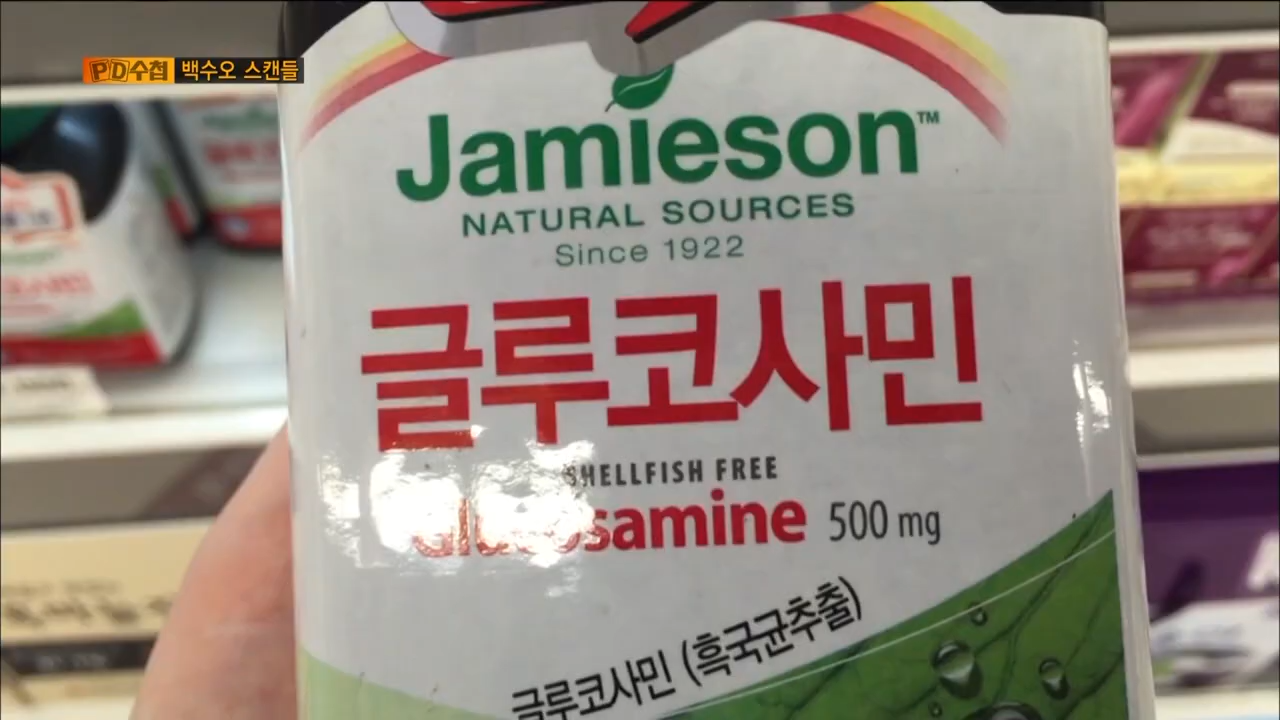 PD수첩 백수오 스캔들
Jamieson™
NATURAL SOURCES
Since 1922
글루코사민
SHELLFISH FREE
Glucosamine 500 mg
글루코사민 (흑국균추출)